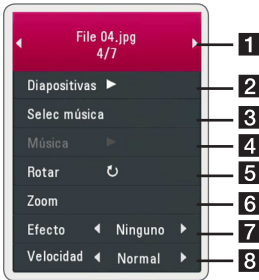 File 04.jpg
4/7
1
Diapositivas ▶ 2
Selec música 3
Música ▶ 4
Rotar ↻ 5
Zoom 6
Efecto ◀ Ninguno ▶ 7
Velocidad ◀ Normal ▶ 8